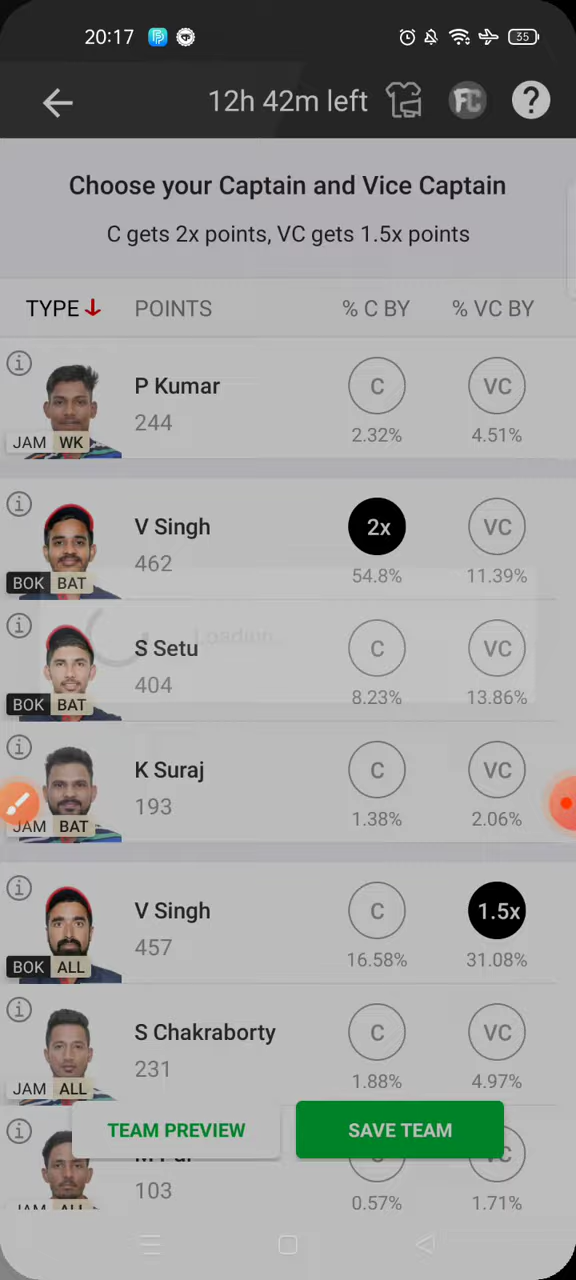 20:17
35
12h 42m left
FC
?
Choose your Captain and Vice Captain
C gets 2x points, VC gets 1.5x points
TYPE POINTS % C BY % VC BY
P Kumar
244
C
VC
2.32%
4.51%
JAM WK
V Singh
462
2x
VC
54.8%
11.39%
BOK BAT
Loading..
S Setu
404
C
VC
8.23%
13.86%
BOK BAT
K Suraj
193
C
VC
1.38%
2.06%
JAM BAT
V Singh
457
C
1.5x
16.58%
31.08%
BOK ALL
S Chakraborty
231
C
VC
1.88%
4.97%
JAM ALL
TEAM PREVIEW
SAVE TEAM
103
0.57%
1.71%